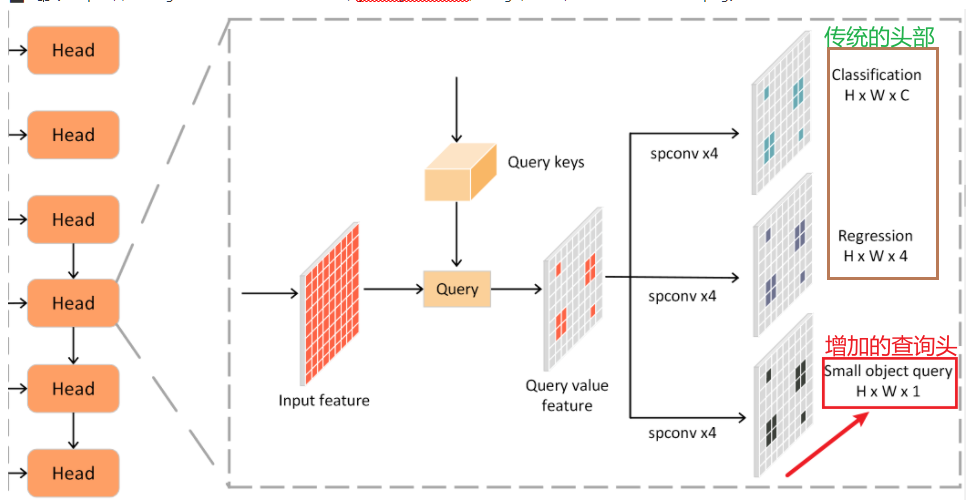 Head
Head
Head
Head
Head
Head
传统的头部
Classification
H x W x C
Query keys
spconv x4
Regression
H x W x 4
Query
spconv x4
增加的查询头
Small object query
H x W x 1
Input feature
Query value
feature
spconv x4